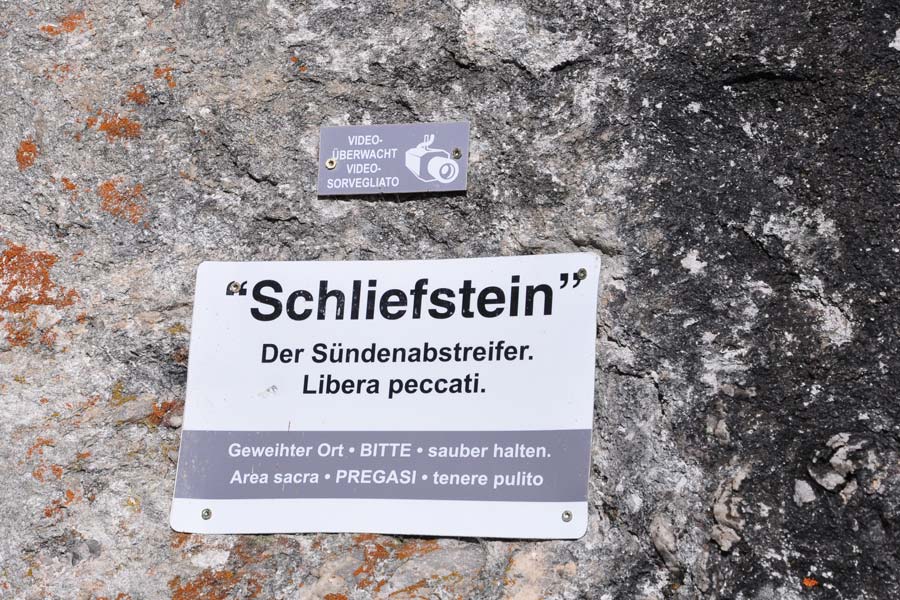 VIDEO-
ÜBERWACHT
VIDEO-
SORVEGLIATO
“Schliefstein”
Der Sündenabstreifer.
Libera peccati.
Geweihter Ort • BITTE • sauber halten.
Area sacra • PREGASI • tenere pulito